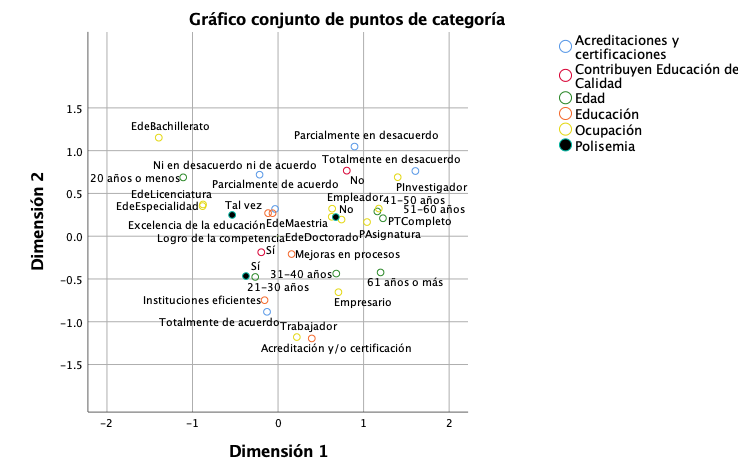 Gráfico conjunto de puntos de categoría
Acreditaciones y
certificaciones
Contribuyen Educación de
Calidad
Edad
Educación
Ocupación
Polisemia
Dimensión 2
1.5
1.0
0.5
0.0
-0.5
-1.0
-1.5
EdeBachillerato
Parcialmente en desacuerdo
Ni en desacuerdo ni de acuerdo
Totalmente en desacuerdo
20 años o menos
Parcialmente de acuerdo
No
PInvestigador
EdeLicenciatura
Empleador
41-50 años
EdeEspecialidad
Tal vez
No
51-60 años
Excelencia de la educación
EdeMaestria
PTCompleto
Logro de la competencia
EdeDoctorado
PAsignatura
Sí
Mejoras en procesos
Sí
31-40 años
61 años o más
21-30 años
Instituciones eficientes
Empresario
Totalmente de acuerdo
Trabajador
Acreditación y/o certificación
-2
-1
0
1
2
Dimensión 1